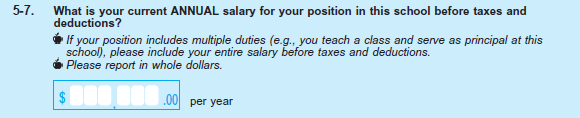 5-7. What is your current ANNUAL salary for your position in this school before taxes and
deductions?
If your position includes multiple duties (e.g., you teach a class and serve as principal at this
school), please include your entire salary before taxes and deductions.
Please report in whole dollars.
$ , .00 per year